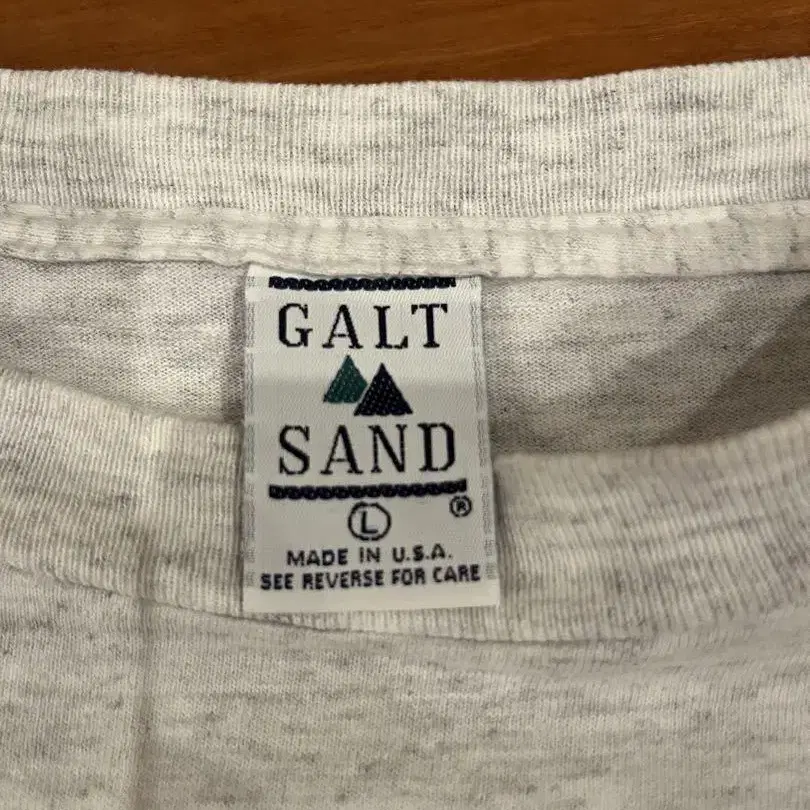 GALT
SAND
®
L
MADE IN U.S.A.
SEE REVERSE FOR CARE